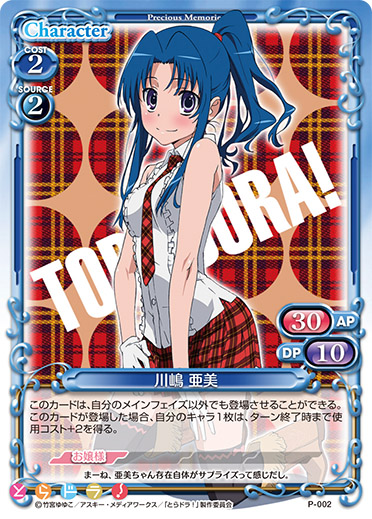 Precious Memories
Character
COST
2
SOURCE
2
TORADORA!
30 AP
DP 10
川嶋 亜美
このカードは、自分のメインフェイズ以外でも登場させることができる。
このカードが登場した場合、自分のキャラ1枚は、ターン終了時まで使
用コスト+2を得る。
お嬢様
まーね、亜美ちゃん存在自体がサプライズって感じだし。
とらドラ!
©竹宮ゆゆこ/アスキー・メディアワークス/「とらドラ!」製作委員会
P-002